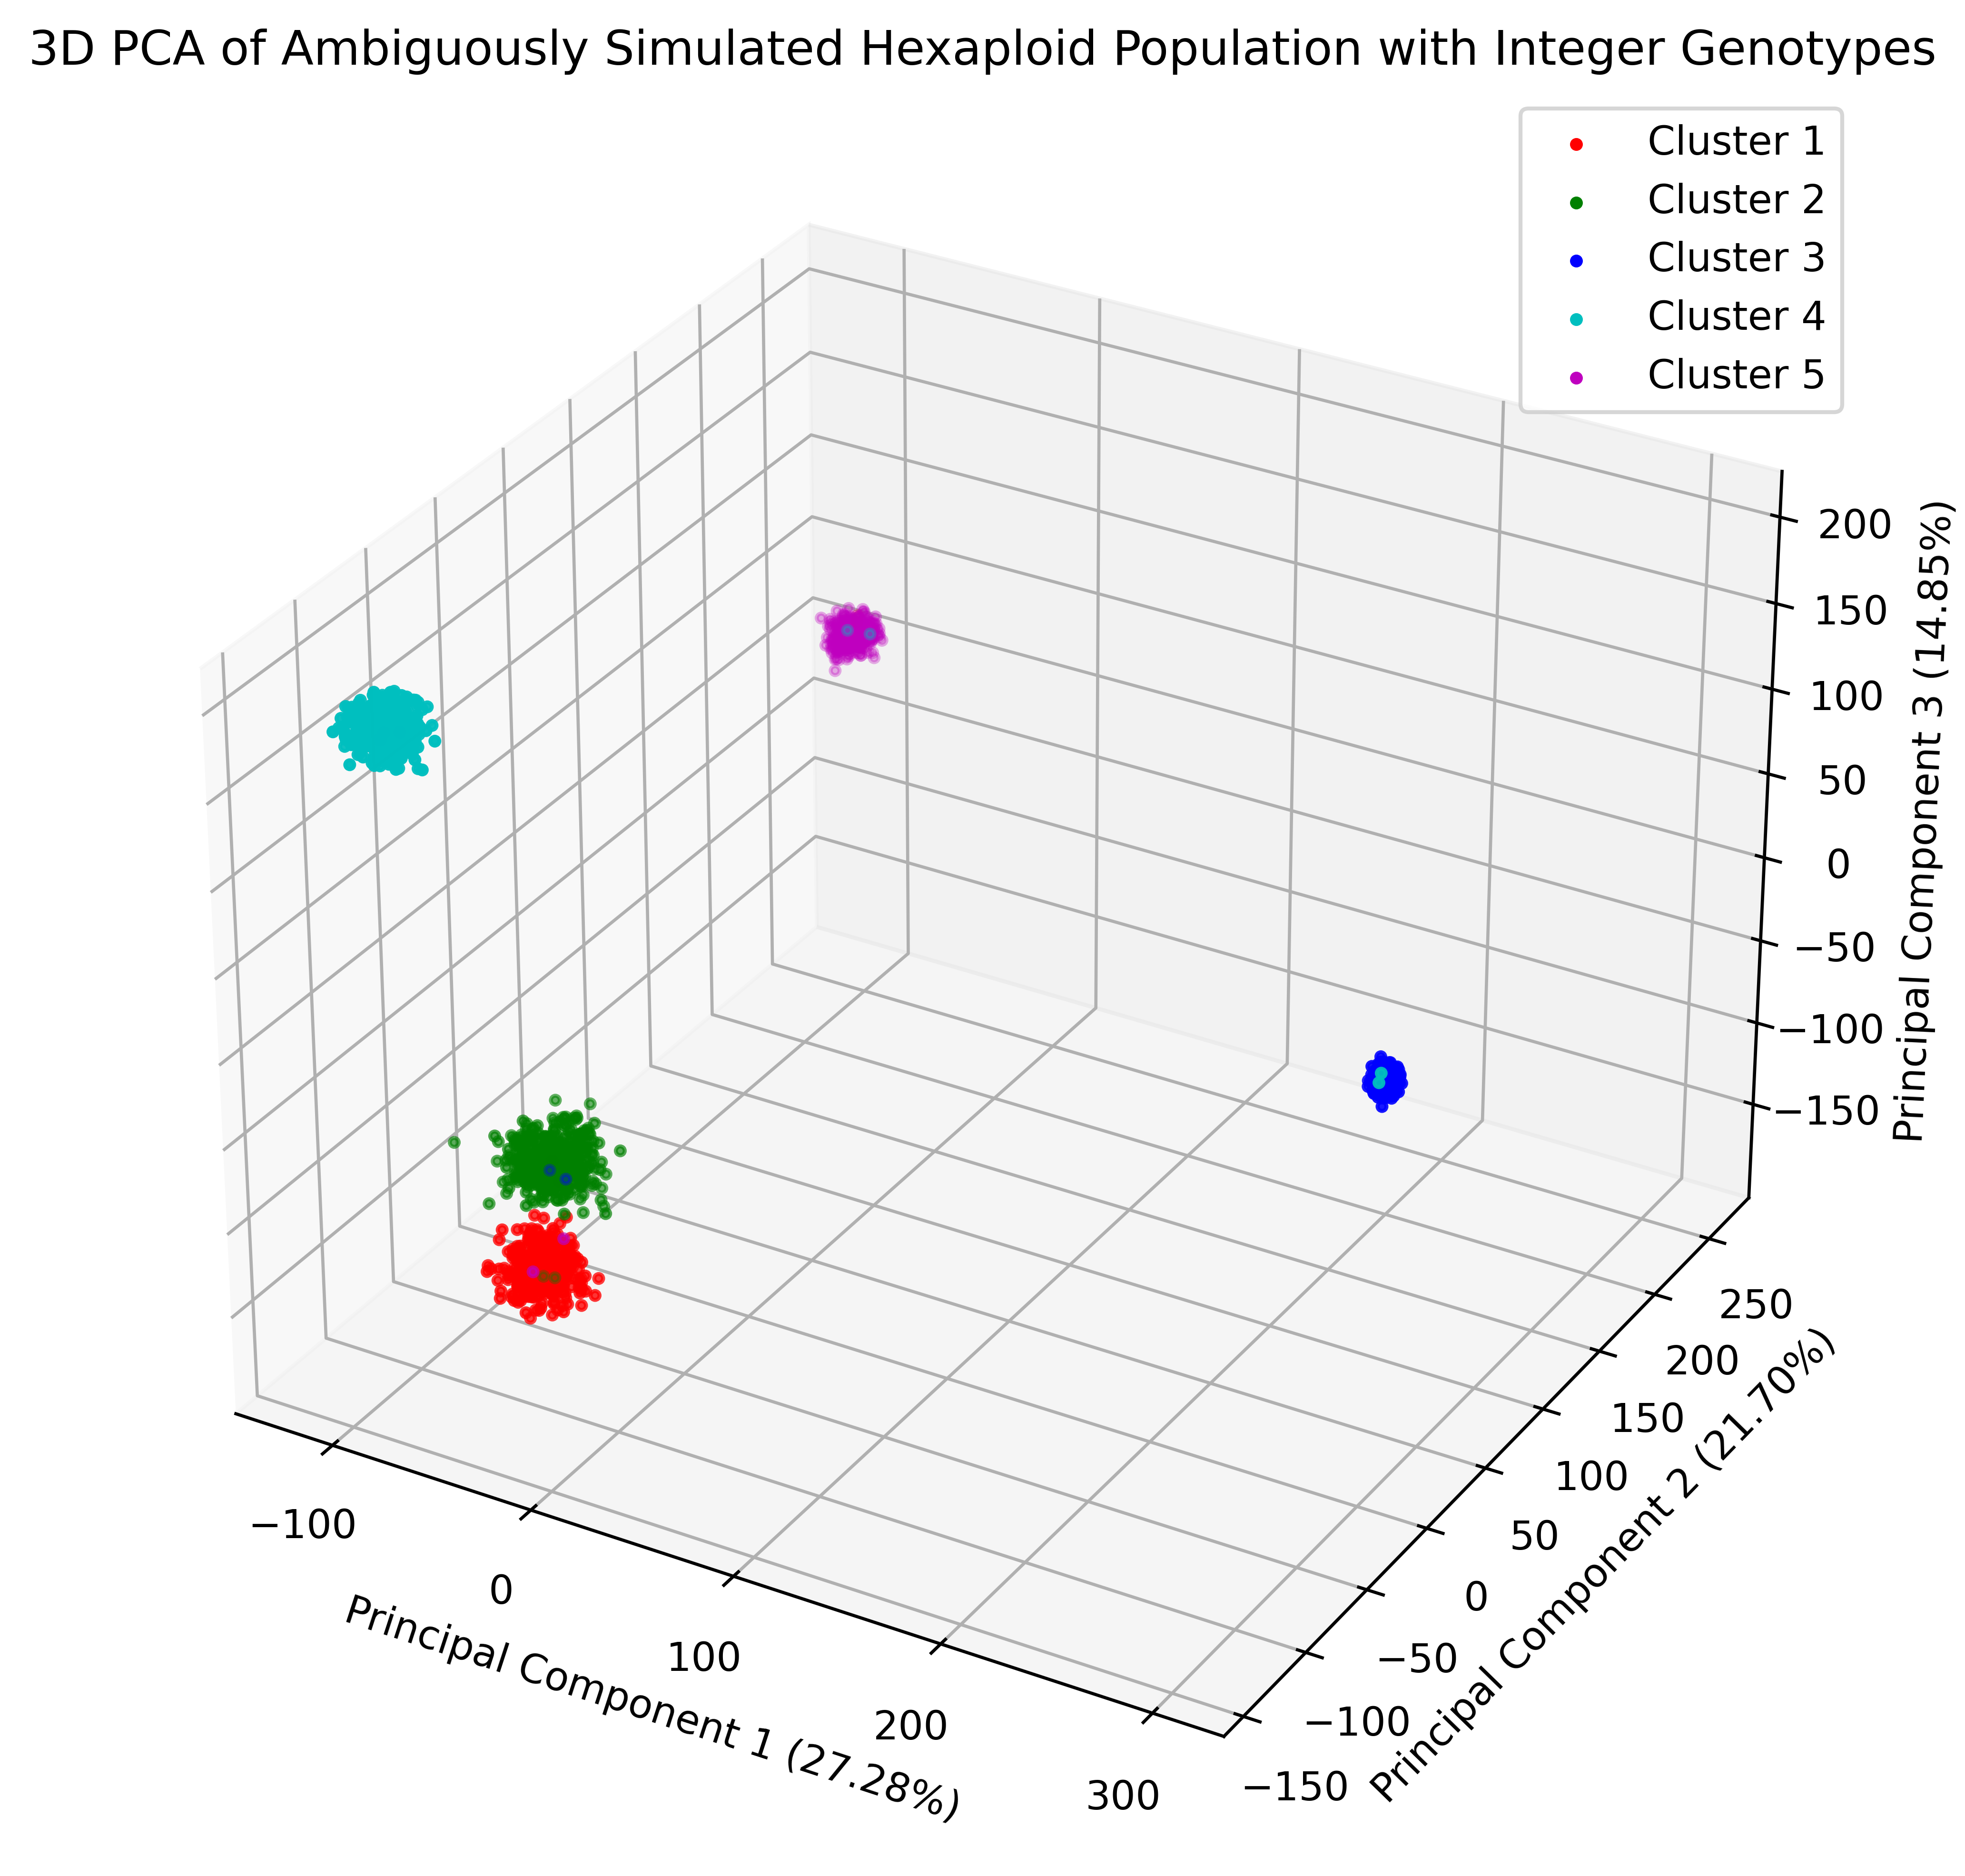 3D PCA of Ambiguously Simulated Hexaploid Population with Integer Genotypes
Cluster 1
Cluster 2
Cluster 3
Cluster 4
Cluster 5
200
150
100
50
0
−50
−100
−150
Principal Component 3 (14.85%)
250
200
150
100
50
0
−50
−100
−150
Principal Component 2 (21.70%)
−100
0
100
200
300
Principal Component 1 (27.28%)